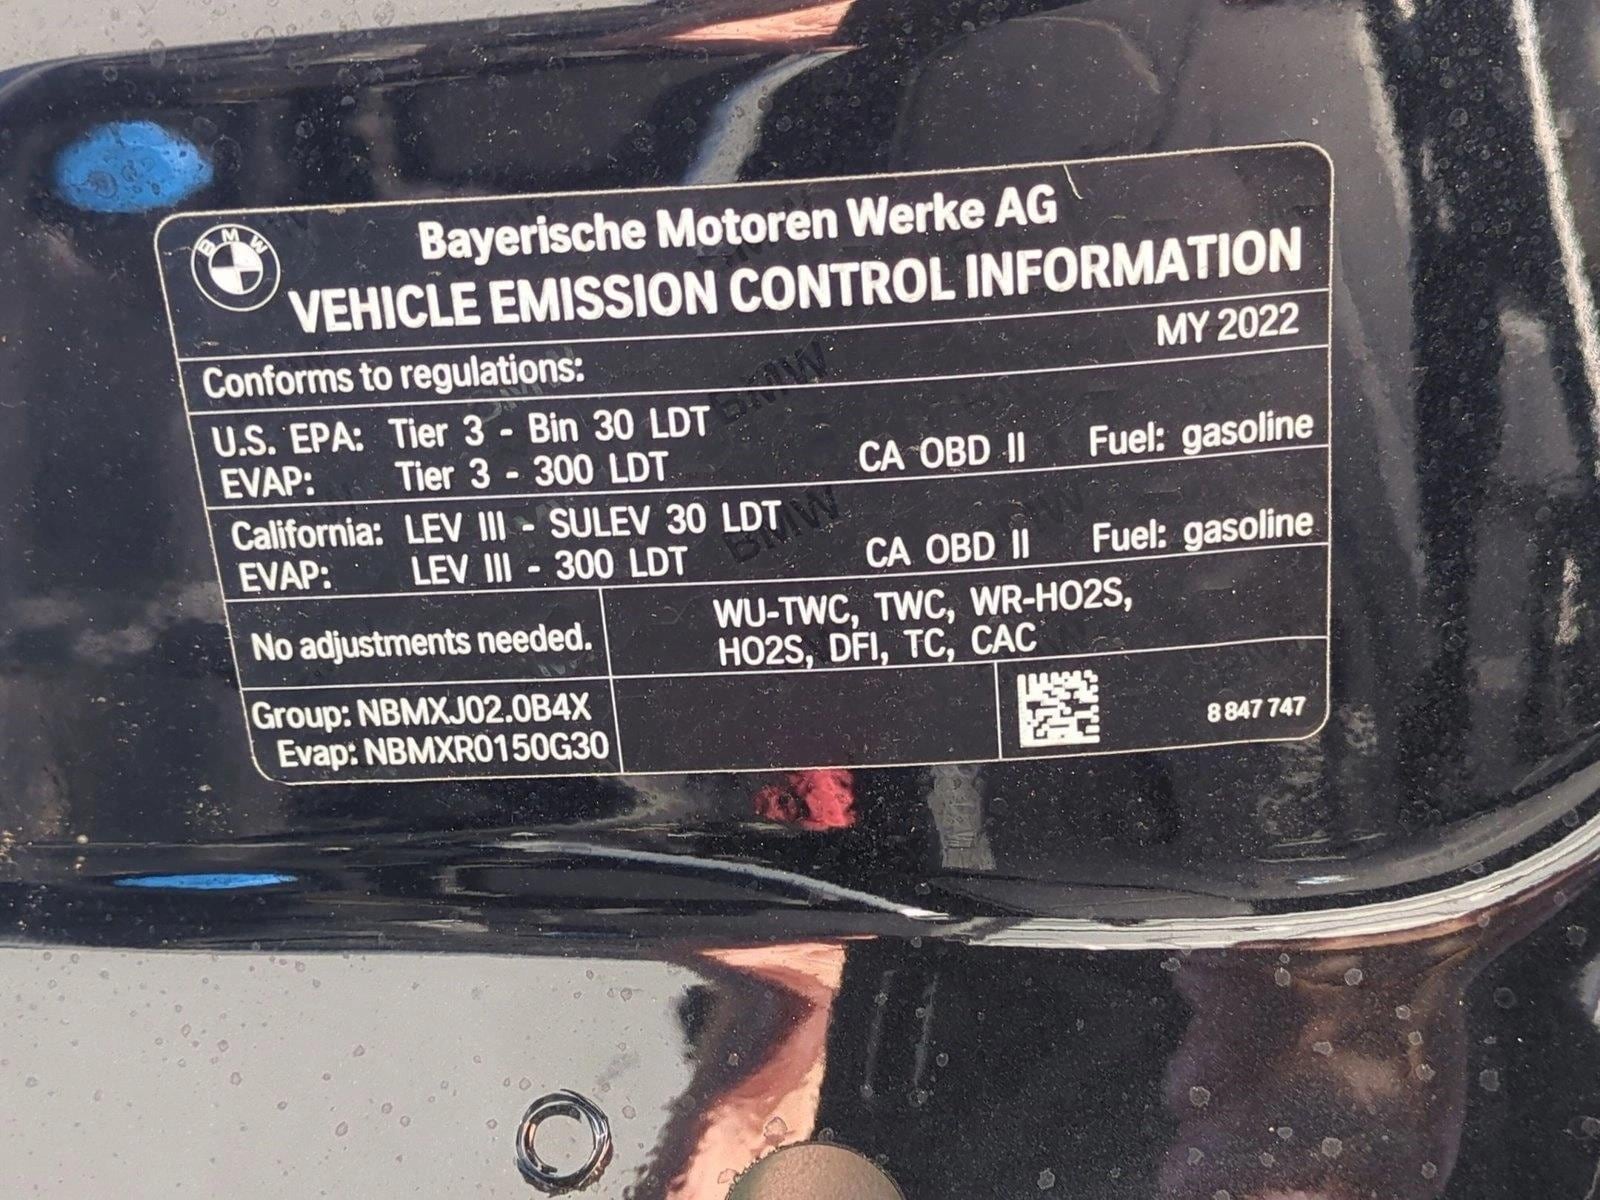 BMW
Bayerische Motoren Werke AG
VEHICLE EMISSION CONTROL INFORMATION
Conforms to regulations: MY 2022
U.S. EPA: Tier 3 - Bin 30 LDT
EVAP: Tier 3 - 300 LDT CA OBD II Fuel: gasoline
California: LEV III - SULEV 30 LDT
EVAP: LEV III - 300 LDT CA OBD II Fuel: gasoline
No adjustments needed.
WU-TWC, TWC, WR-HO2S,
HO2S, DFI, TC, CAC
Group: NBMXJ02.0B4X
Evap: NBMXR0150G30
8 847 747